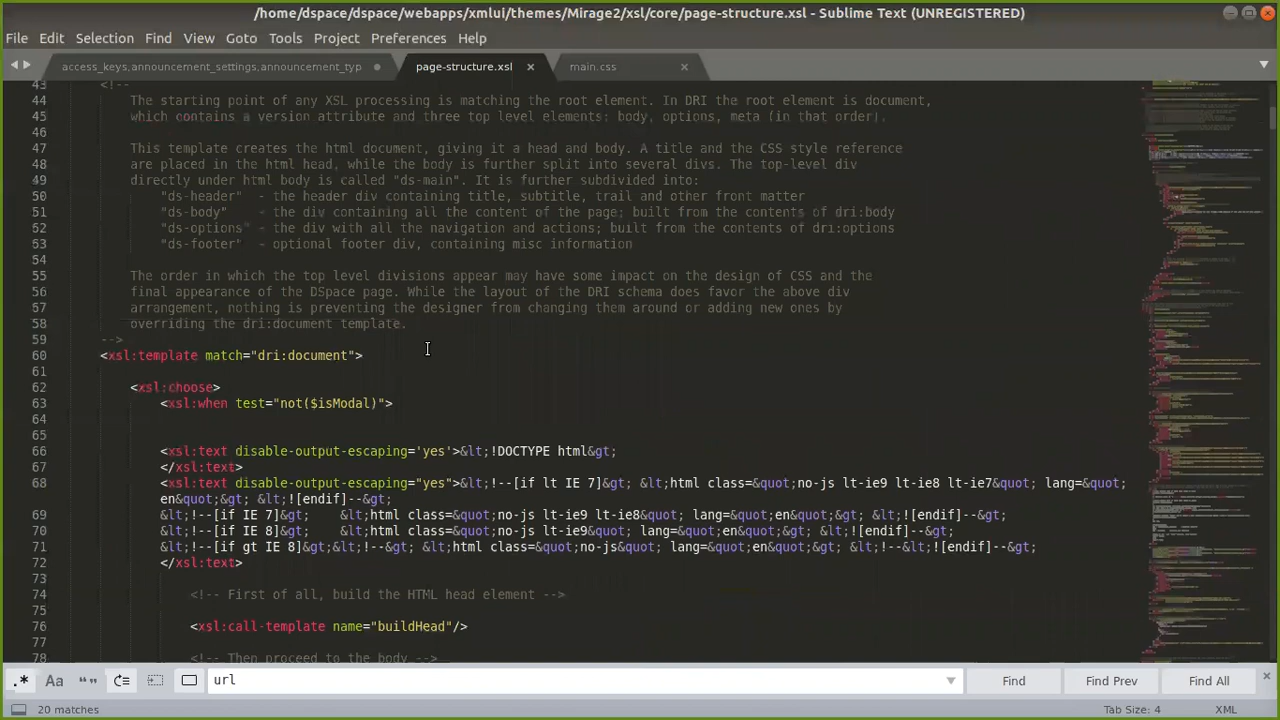 /home/dspace/dspace/webapps/xmlui/themes/Mirage2/xsl/core/page-structure.xsl - Sublime Text (UNREGISTERED)
File Edit Selection Find View Goto Tools Project Preferences Help
access_keys,announcement_settings,announcement_typ page-structure.xsl main.css
43 <!--
44 The starting point of any XSL processing is matching the root element. In DRI the root element is document,
45 which contains a version attribute and three top level elements: body, options, meta (in that order).
46
47 This template creates the html document, giving it a head and body. A title and the CSS style reference
48 are placed in the html head, while the body is further split into several divs. The top-level div
49 directly under html body is called "ds-main". It is further subdivided into:
50 "ds-header" - the header div containing title, subtitle, trail and other front matter
51 "ds-body" - the div containing all the content of the page; built from the contents of dri:body
52 "ds-options" - the div with all the navigation and actions; built from the contents of dri:options
53 "ds-footer" - optional footer div, containing misc information
54
55 The order in which the top level divisions appear may have some impact on the design of CSS and the
56 final appearance of the DSpace page. While the layout of the DRI schema does favor the above div
57 arrangement, nothing is preventing the designer from changing them around or adding new ones by
58 overriding the dri:document template.
59 -->
60 <xsl:template match="dri:document">
61
62 <xsl:choose>
63 <xsl:when test="not($isModal)">
64
65
66 <xsl:text disable-output-escaping='yes'>&lt;!DOCTYPE html&gt;
67 </xsl:text>
68 <xsl:text disable-output-escaping="yes">&lt;!--[if lt IE 7]&gt; &lt;html class=&quot;no-js lt-ie9 lt-ie8 lt-ie7&quot; lang=&quot;
en&quot;&gt; &lt;![endif]--&gt;
69 &lt;!--[if IE 7]&gt; &lt;html class=&quot;no-js lt-ie9 lt-ie8&quot; lang=&quot;en&quot;&gt; &lt;![endif]--&gt;
70 &lt;!--[if IE 8]&gt; &lt;html class=&quot;no-js lt-ie9&quot; lang=&quot;en&quot;&gt; &lt;![endif]--&gt;
71 &lt;!--[if gt IE 8]&gt;&lt;!--&gt; &lt;html class=&quot;no-js&quot; lang=&quot;en&quot;&gt; &lt;!--&lt;![endif]--&gt;
72 </xsl:text>
73
74 <!-- First of all, build the HTML head element -->
75
76 <xsl:call-template name="buildHead"/>
77
78 <!-- Then proceed to the body -->
.* Aa “” url Find Find Prev Find All
20 matches Tab Size: 4 XML